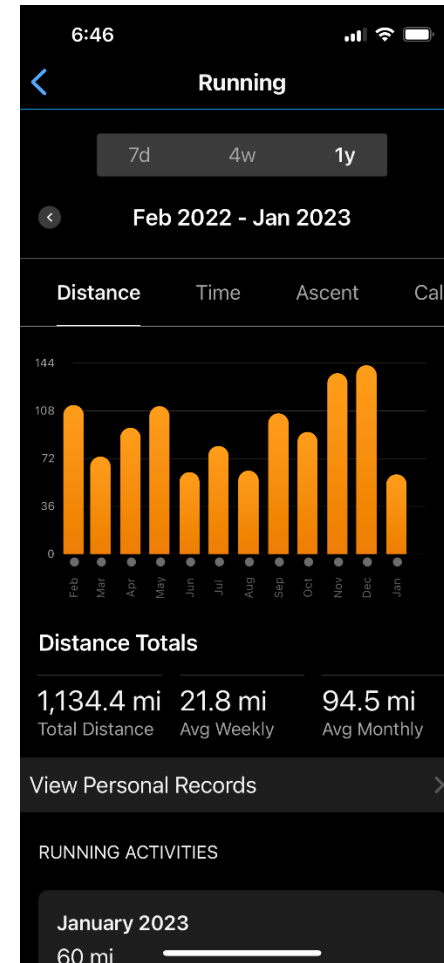 6:46
Running
7d 4w 1y
Feb 2022 - Jan 2023
Distance Time Ascent Cal
144
108
72
36
0
Feb Mar Apr May Jun Jul Aug Sep Oct Nov Dec Jan
Distance Totals
1,134.4 mi 21.8 mi 94.5 mi
Total Distance Avg Weekly Avg Monthly
View Personal Records
RUNNING ACTIVITIES
January 2023
60 mi